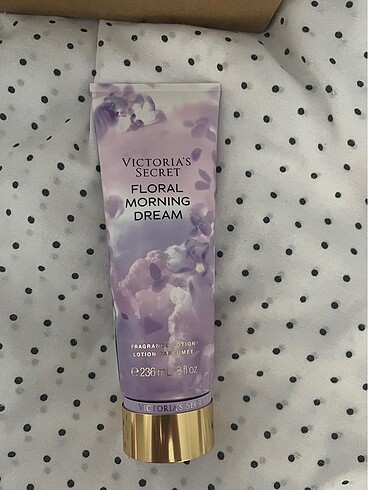 VICTORIA'S
SECRET
FLORAL
MORNING
DREAM
FRAGRANCE LOTION
LOTION PARFUMÉE
℮236 mL 8 fl oz
VICTORIA'S SECRET